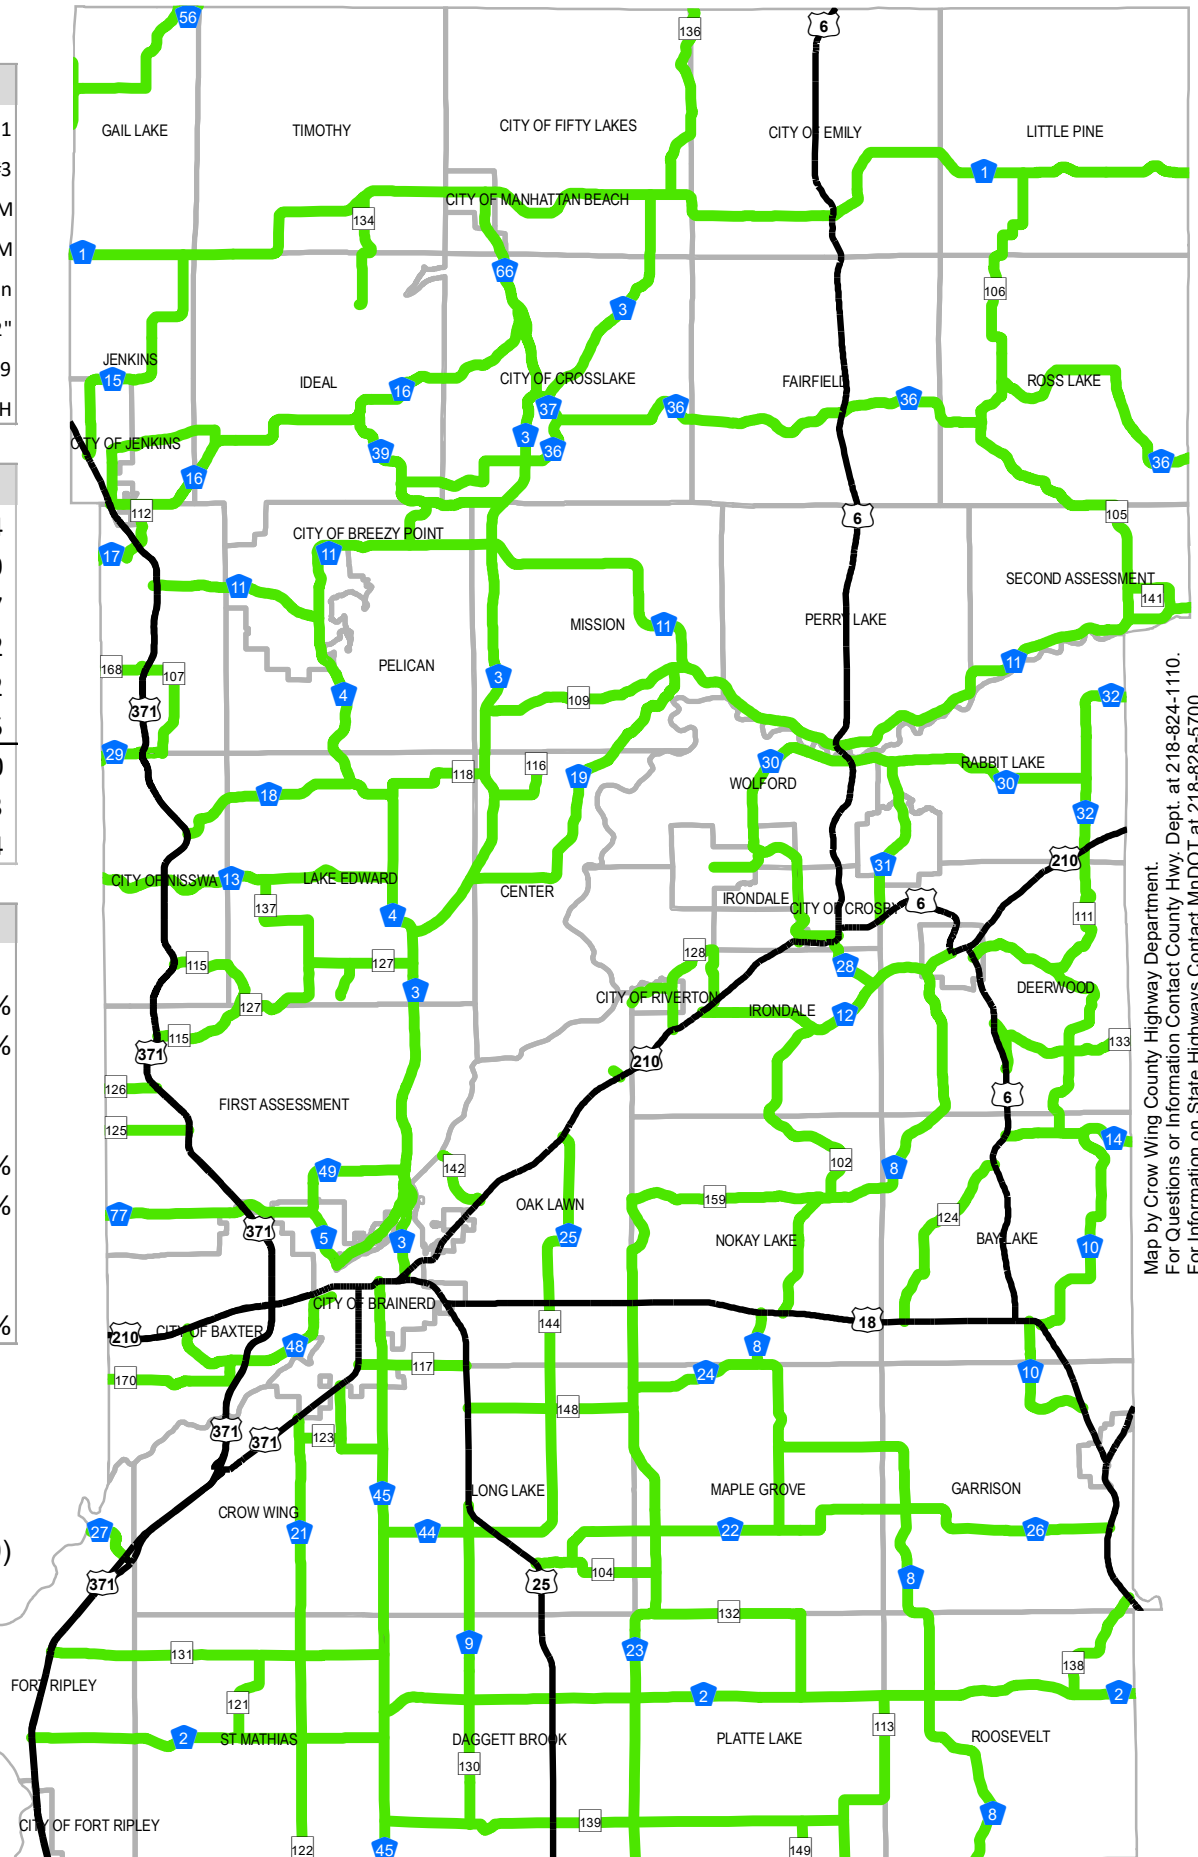 56
136
6
GAIL LAKE
TIMOTHY
CITY OF FIFTY LAKES
CITY OF EMILY
LITTLE PINE
1
CITY OF MANHATTAN BEACH
134
1
66
3
106
JENKINS
15
IDEAL
16
CITY OF CROSSLAKE
FAIRFIELD
ROSS LAKE
37
36
36
3
CITY OF JENKINS
39
36
36
16
112
6
105
CITY OF BREEZY POINT
17
11
11
SECOND ASSESSMENT
141
MISSION
11
PERRY LAKE
168
107
PELICAN
3
11
109
4
32
371
29
118
116
19
30
RABBIT LAKE
WOLFORD
30
18
32
210
31
CITY OF NISSWA
13
LAKE EDWARD
CENTER
IRONDALE
CITY OF CROSBY
6
137
4
111
115
127
128
28
3
DEERWOOD
127
CITY OF RIVERTON
IRONDALE
12
115
133
371
210
126
6
FIRST ASSESSMENT
125
14
49
142
102
8
77
OAK LAWN
159
124
371
5
3
25
NOKAY LAKE
BAY LAKE
10
CITY OF BRAINERD
210
CITY OF BAXTER
144
18
48
8
117
24
10
170
148
371
371
123
LONG LAKE
MAPLE GROVE
GARRISON
45
CROW WING
27
21
44
22
26
104
371
25
8
132
131
9
23
138
FORT RIPLEY
121
2
2
2
ST MATHIAS
DAGGETT BROOK
PLATTE LAKE
113
ROOSEVELT
130
CITY OF FORT RIPLEY
139
8
122
45
149
Map by Crow Wing County Highway Department.
For Questions or Information Contact County Hwy. Dept. at 218-824-1110.
For Information on State Highways Contact MnDOT at 218-828-5700